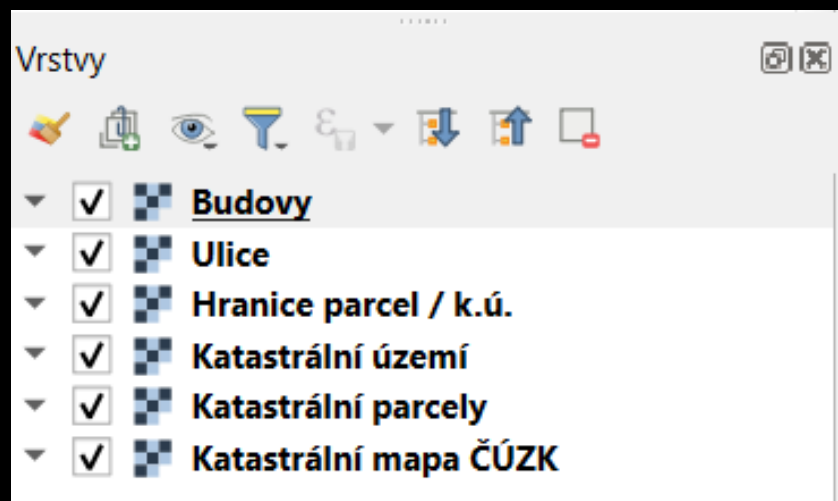 Vrstvy
Budovy
Ulice
Hranice parcel / k.ú.
Katastrální území
Katastrální parcely
Katastrální mapa ČÚZK